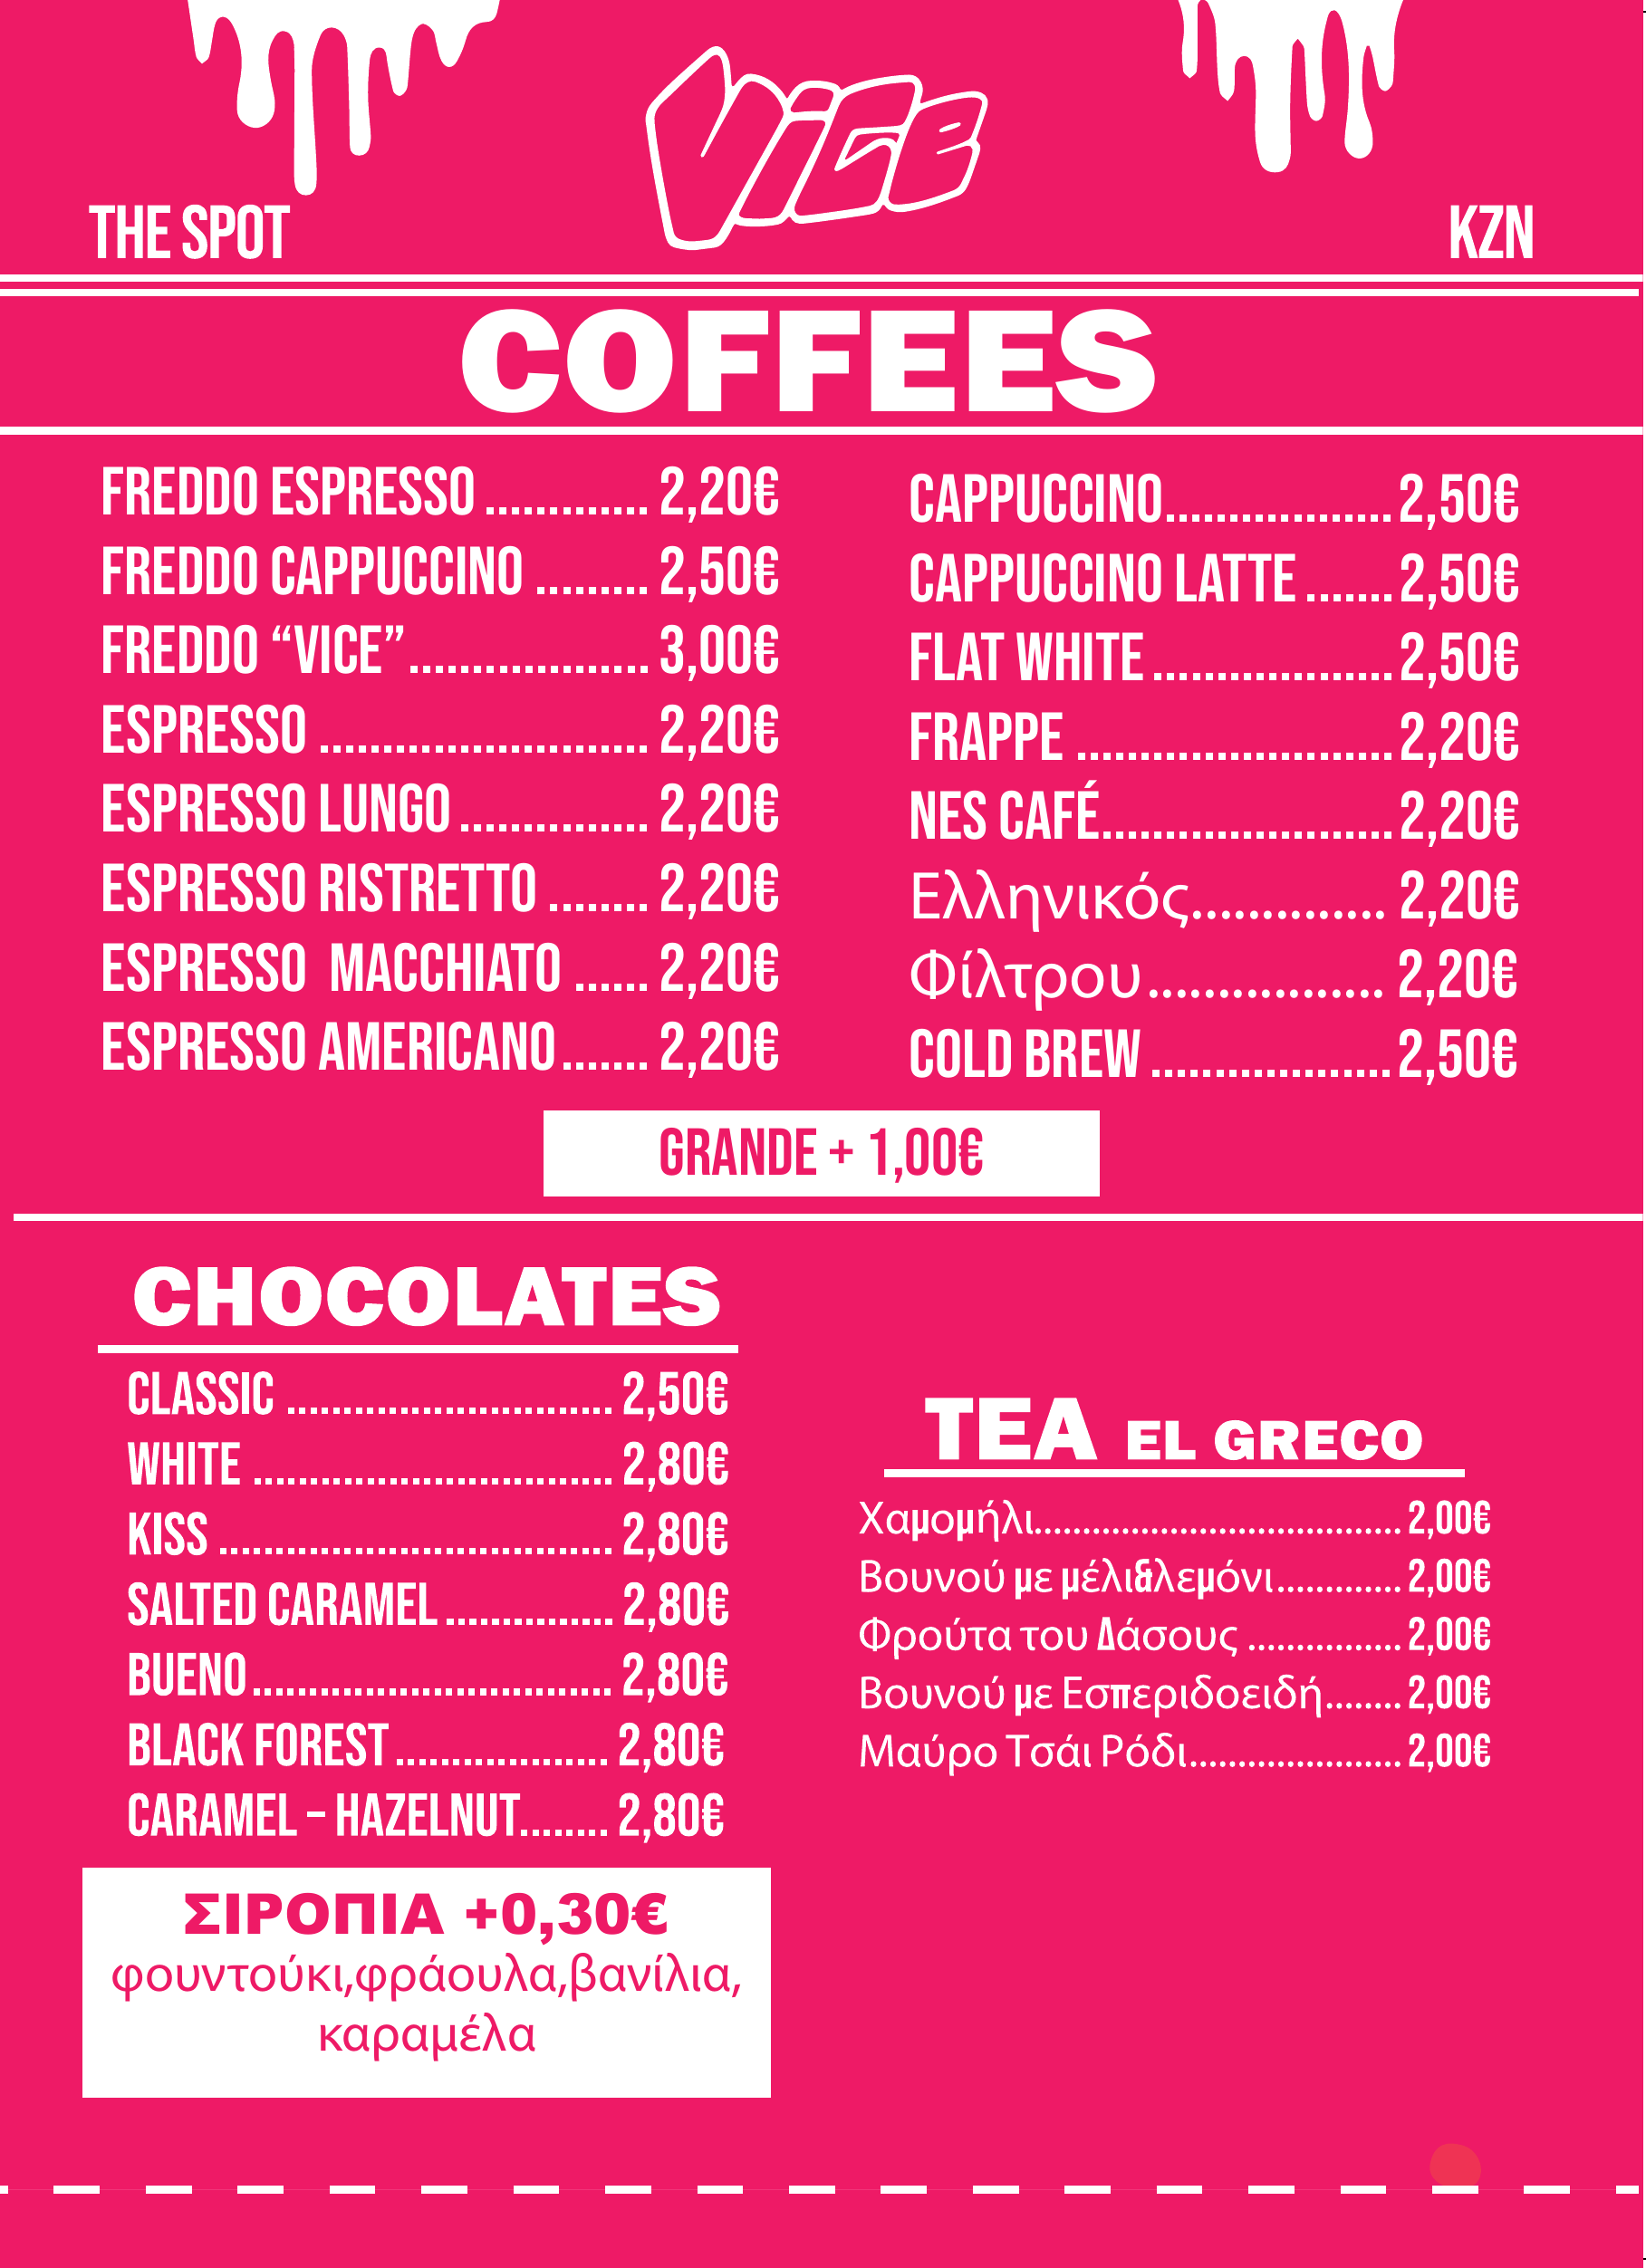 Vice
THE SPOT
KZN
COFFEES
FREDDO ESPRESSO ............. 2,20€
FREDDO CAPPUCCINO ......... 2,50€
FREDDO “VICE”................... 3,00€
ESPRESSO .......................... 2,20€
ESPRESSO LUNGO ............... 2,20€
ESPRESSO RISTRETTO ........ 2,20€
ESPRESSO  MACCHIATO ...... 2,20€
ESPRESSO AMERICANO ....... 2,20€
CAPPUCCINO.................. 2,50€
CAPPUCCINO LATTE ....... 2,50€
FLAT WHITE ................... 2,50€
FRAPPE ......................... 2,20€
NES CAFÉ....................... 2,20€
Ελληνικός.............. 2,20€
Φίλτρου................. 2,20€
COLD BREW ................... 2,50€
GRANDE + 1,00€
CHOCOLATES
CLASSIC ............................. 2,50€
WHITE ................................ 2,80€
KISS ................................... 2,80€
SALTED CARAMEL ............... 2,80€
BUENO ................................ 2,80€
BLACK FOREST ................... 2,80€
CARAMEL – HAZELNUT........ 2,80€
ΣΙΡΟΠΙΑ +0,30€
φουντούκι,φράουλα,βανίλια,
καραμέλα
TEA EL GRECO
Χαμομήλι...................................... 2,00€
Βουνού με μέλι&λεμόνι............. 2,00€
Φρούτα του Δάσους ................ 2,00€
Βουνού με Εσπεριδοειδή........ 2,00€
Μαύρο Τσάι Ρόδι...................... 2,00€